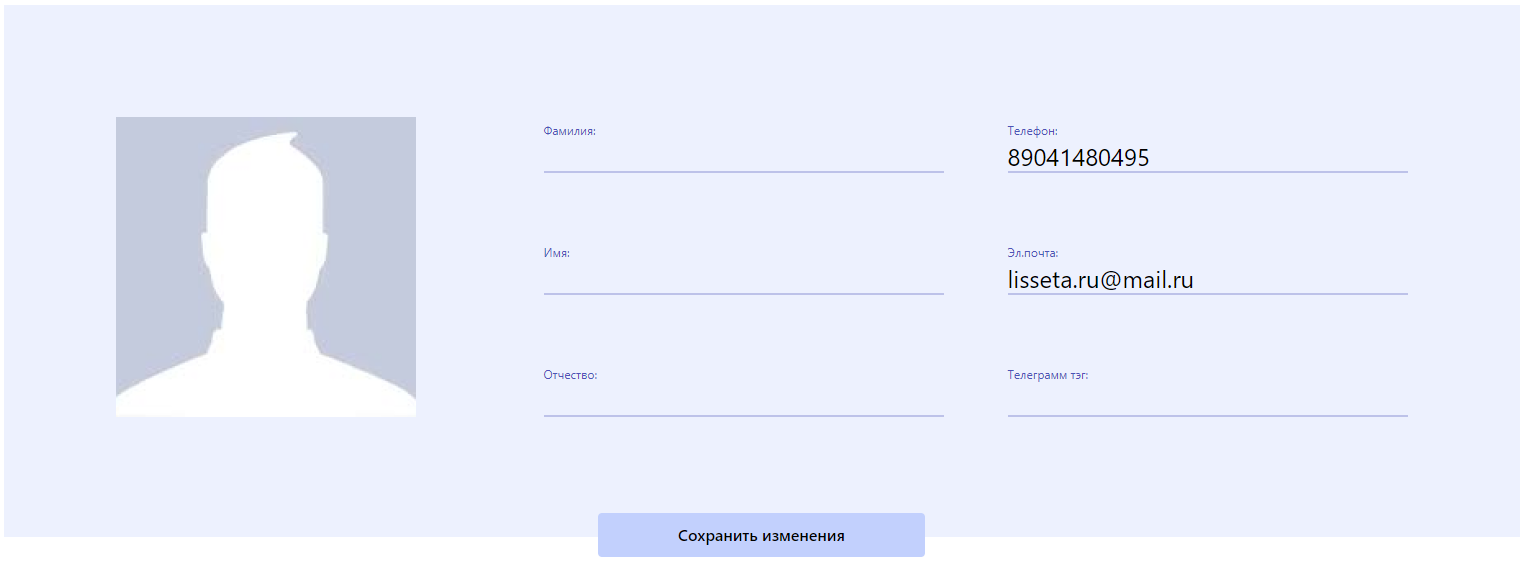 Фамилия:
Телефон:
89041480495
Имя:
Эл.почта:
lisseta.ru@mail.ru
Отчество:
Телеграмм тэг:
Сохранить изменения